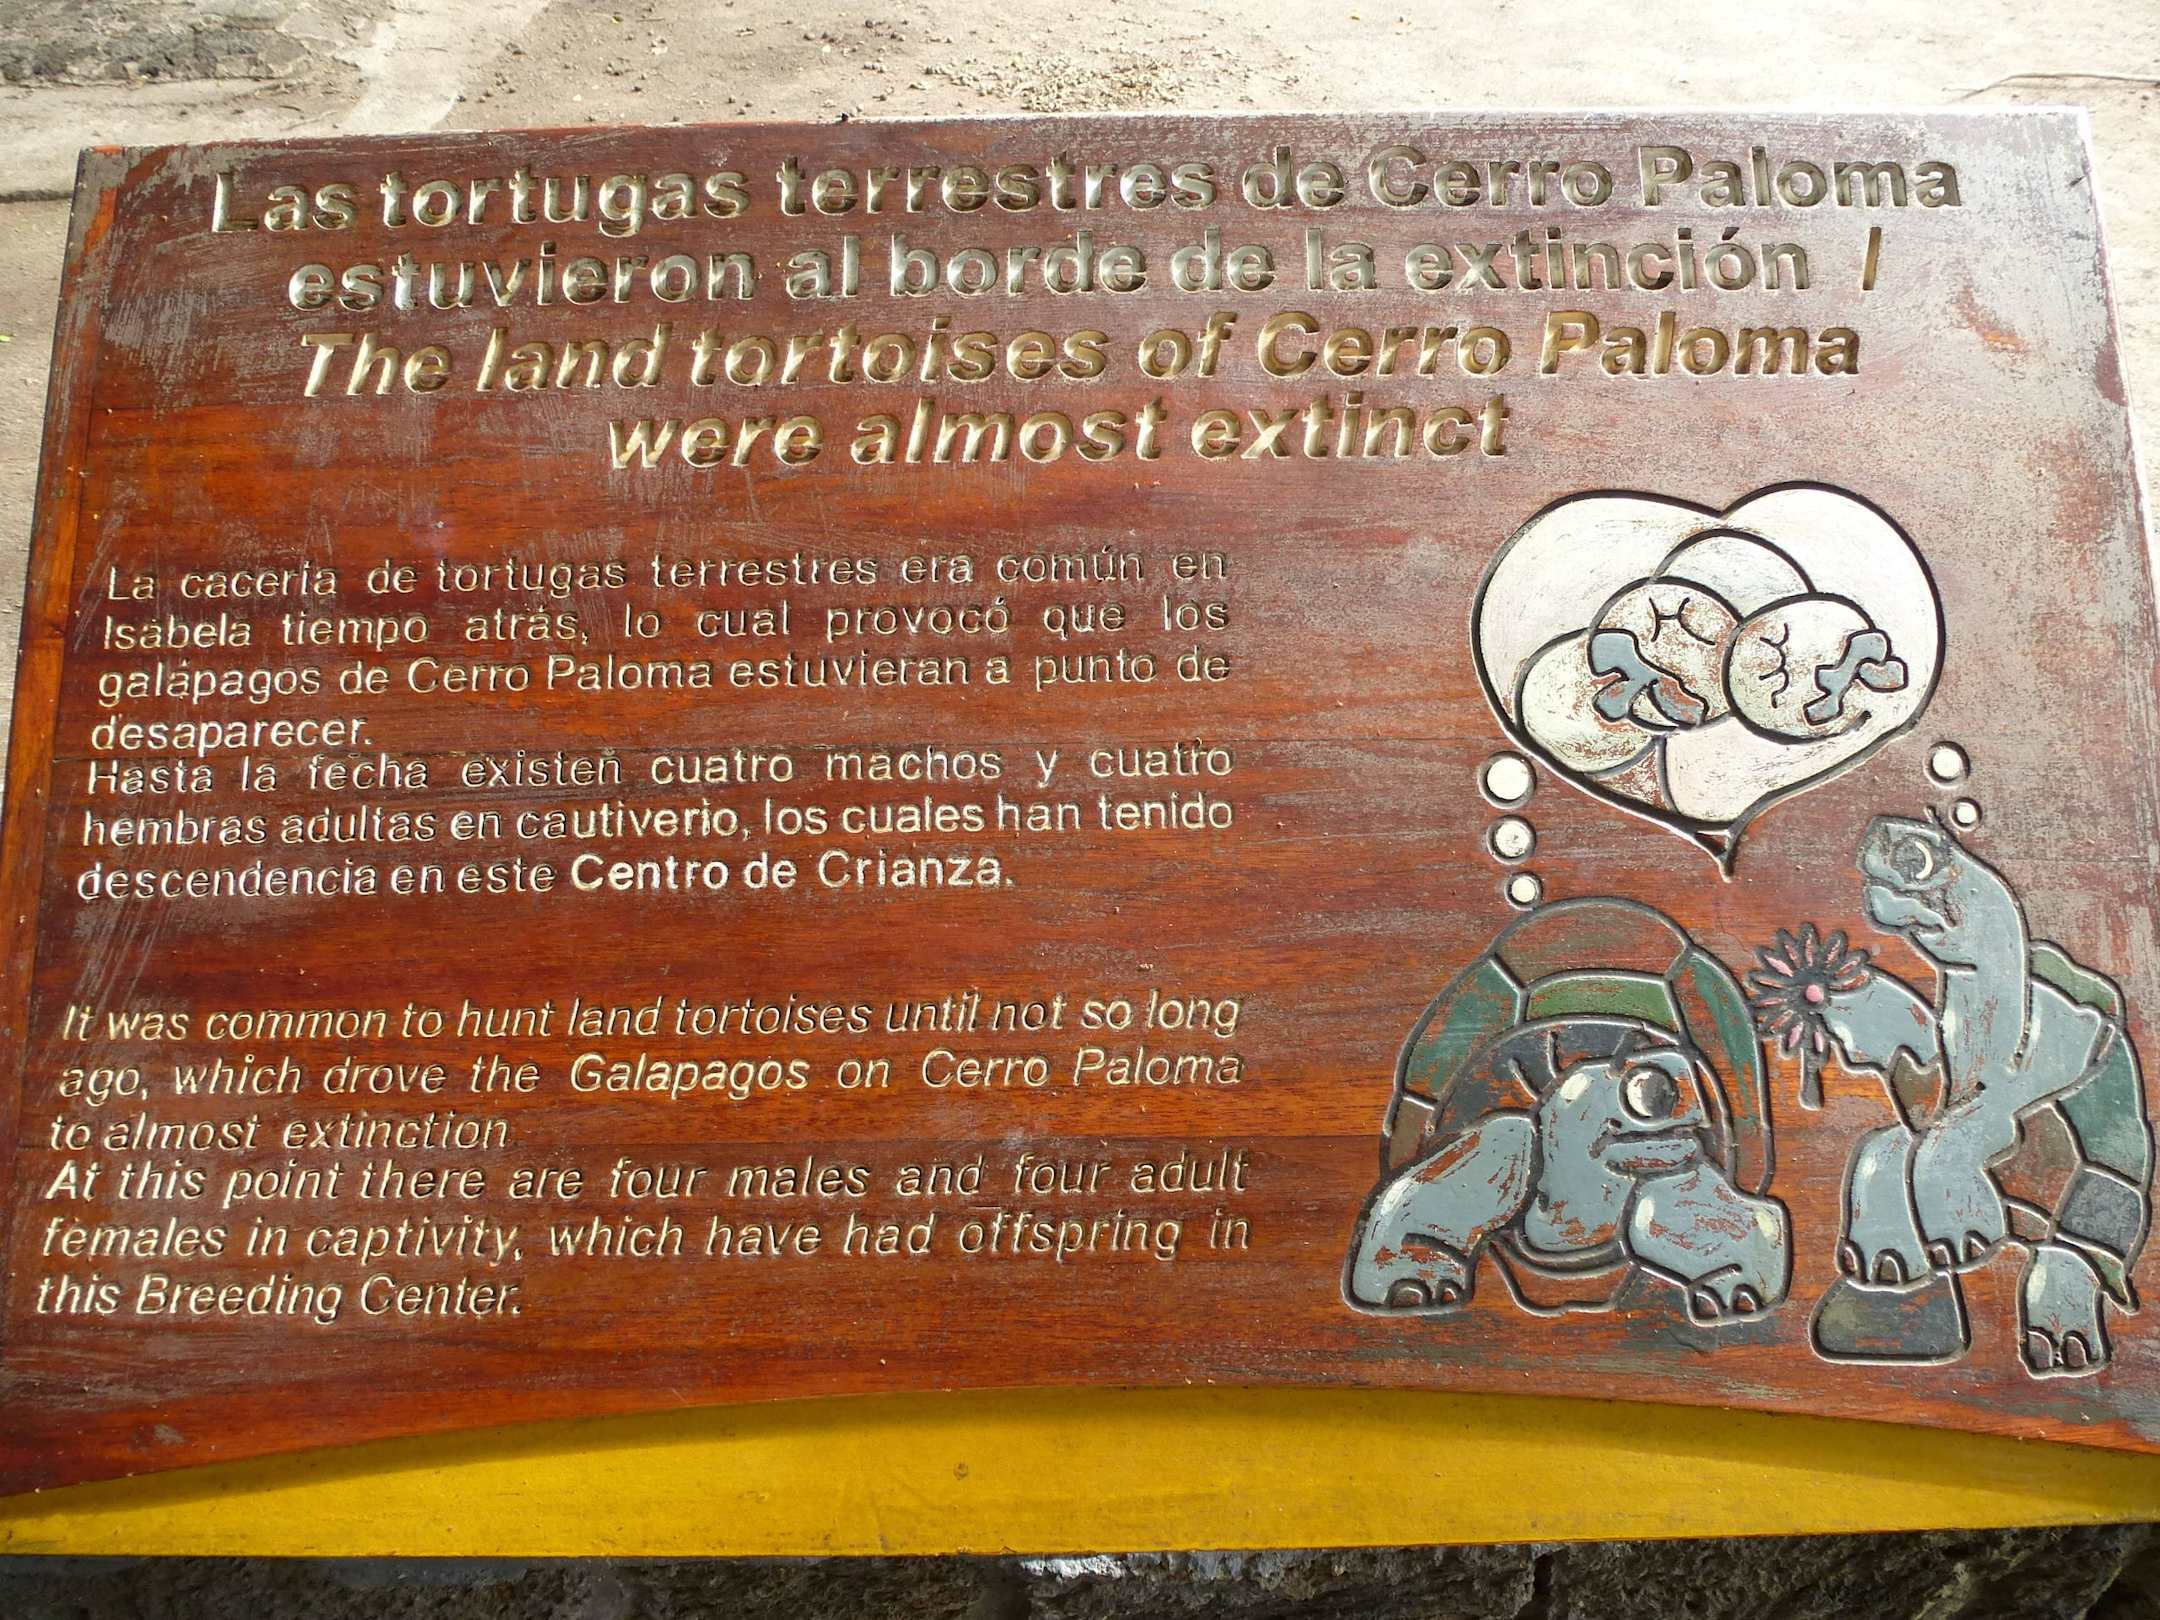 Las tortugas terrestres de Cerro Paloma
estuvieron al borde de la extinción /
The land tortoises of Cerro Paloma
were almost extinct
La cacería de tortugas terrestres era común en
Isabela tiempo atrás, lo cual provocó que los
galápagos de Cerro Paloma estuvieran a punto de
desaparecer.
Hasta la fecha existen cuatro machos y cuatro
hembras adultas en cautiverio, los cuales han tenido
descendencia en este Centro de Crianza.
It was common to hunt land tortoises until not so long
ago, which drove the Galapagos on Cerro Paloma
to almost extinction
At this point there are four males and four adult
females in captivity, which have had offspring in
this Breeding Center.